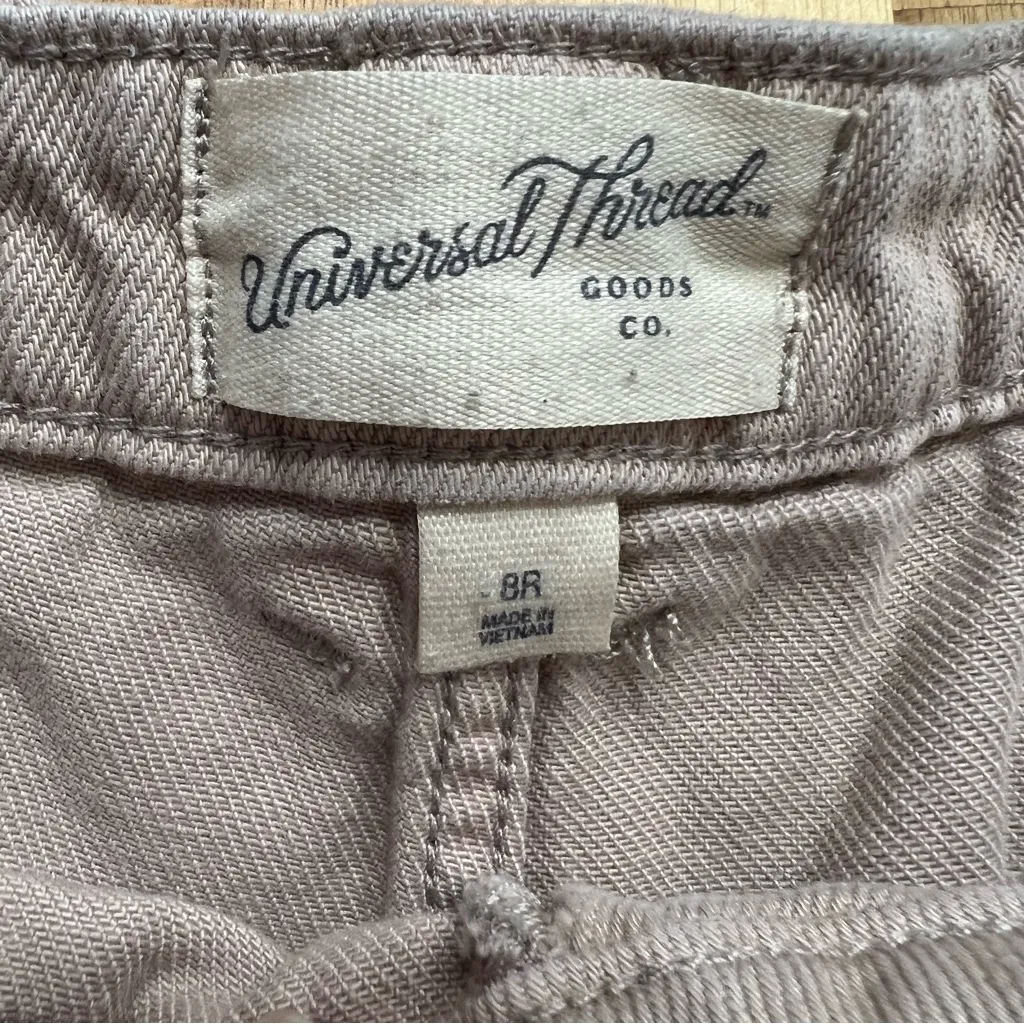 Universal Thread™
GOODS
CO.
8R
MADE IN
VIETNAM